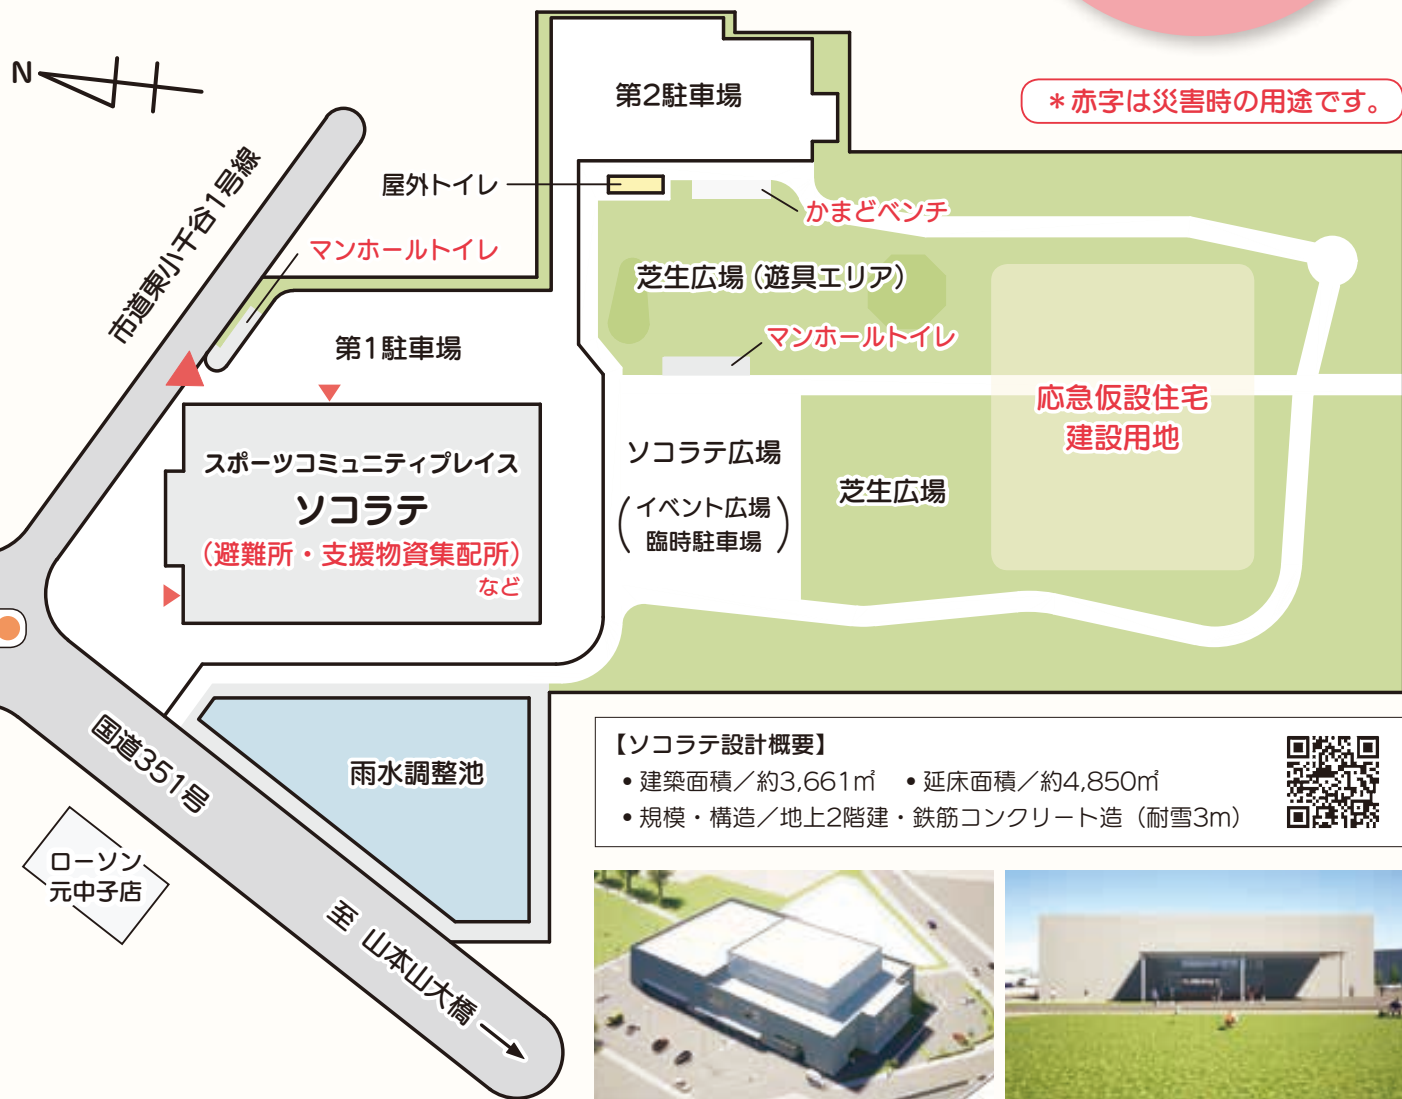 N
第2駐車場
*赤字は災害時の用途です。
市道東小千谷1号線
屋外トイレ
かまどベンチ
マンホールトイレ
芝生広場(遊具エリア)
第1駐車場
マンホールトイレ
応急仮設住宅
建設用地
スポーツコミュニティプレイス
ソコラテ
(避難所・支援物資集配所)
など
ソコラテ広場
(イベント広場
臨時駐車場)
芝生広場
国道351号
雨水調整池
ローソン
元中子店
至 山本山大橋
【ソコラテ設計概要】
•建築面積／約3,661㎡ •延床面積／約4,850㎡
•規模・構造／地上2階建・鉄筋コンクリート造（耐雪3m）